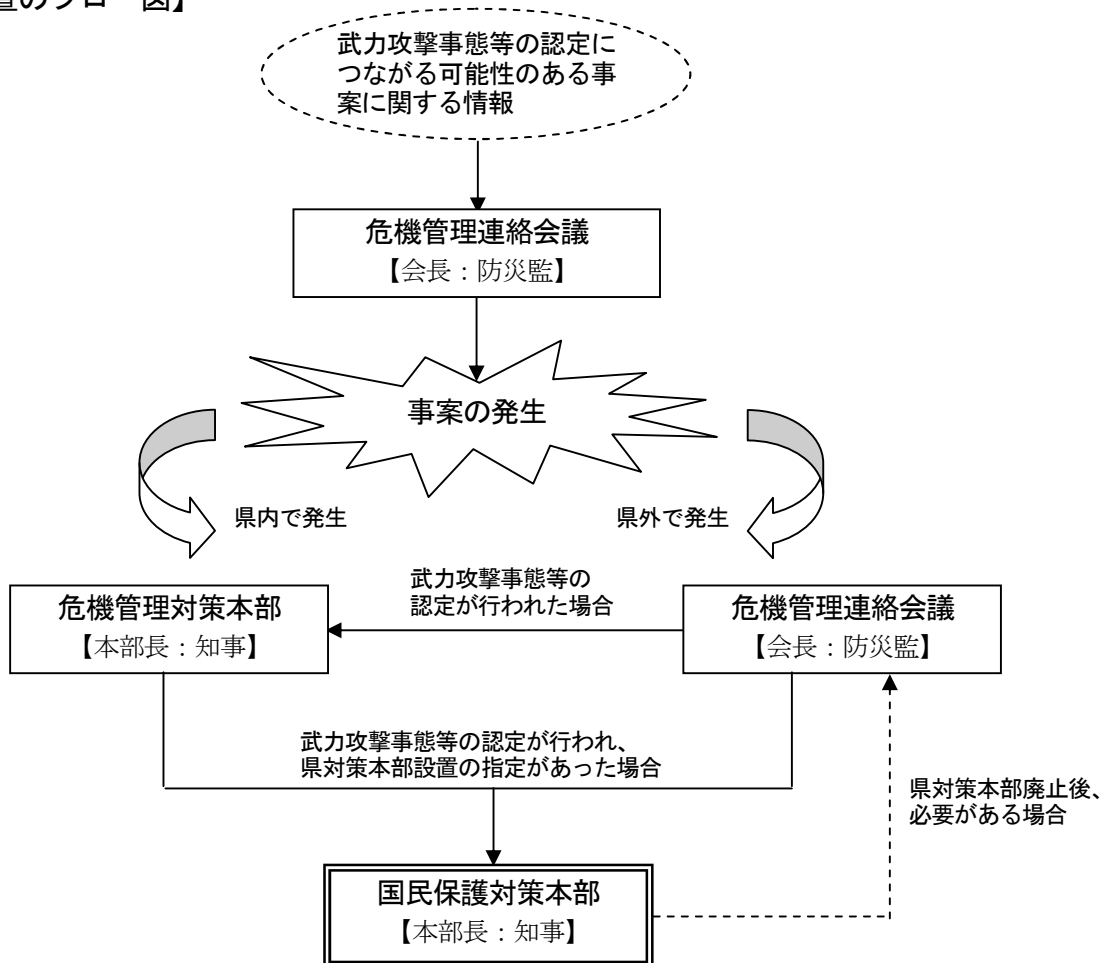 置のフロー図】
武力攻撃事態等の認定に
つながる可能性のある事
案に関する情報
危機管理連絡会議
【会長：防災監】
事案の発生
県内で発生
県外で発生
武力攻撃事態等の
認定が行われた場合
危機管理対策本部
【本部長：知事】
危機管理連絡会議
【会長：防災監】
武力攻撃事態等の認定が行われ、
県対策本部設置の指定があった場合
県対策本部廃止後、
必要がある場合
国民保護対策本部
【本部長：知事】